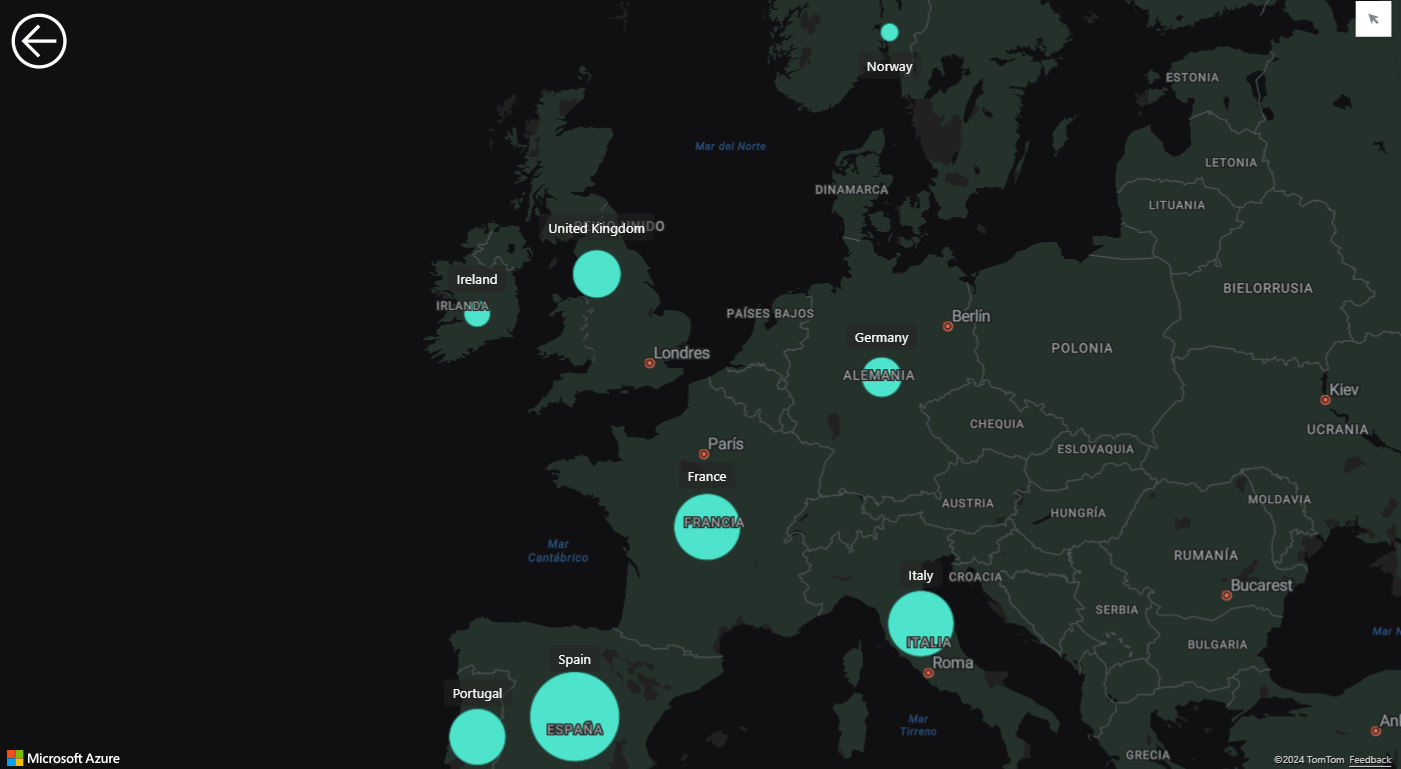 Norway
ESTONIA
Mar del Norte
LETONIA
DINAMARCA
LITUANIA
REINO UNIDO
United Kingdom
Ireland
BIELORRUSIA
IRLANDA
PAÍSES BAJOS
Berlín
Germany
Londres
POLONIA
ALEMANIA
Kiev
CHEQUIA
UCRANIA
París
ESLOVAQUIA
France
MOLDAVIA
AUSTRIA
HUNGRÍA
FRANCIA
Mar
Cantábrico
RUMANÍA
Italy
CROACIA
Bucarest
SERBIA
Mar N
ITALIA
BULGARIA
Spain
Roma
Portugal
Mar
Tirreno
An
ESPAÑA
GRECIA
Microsoft Azure
©2024 TomTom Feedback